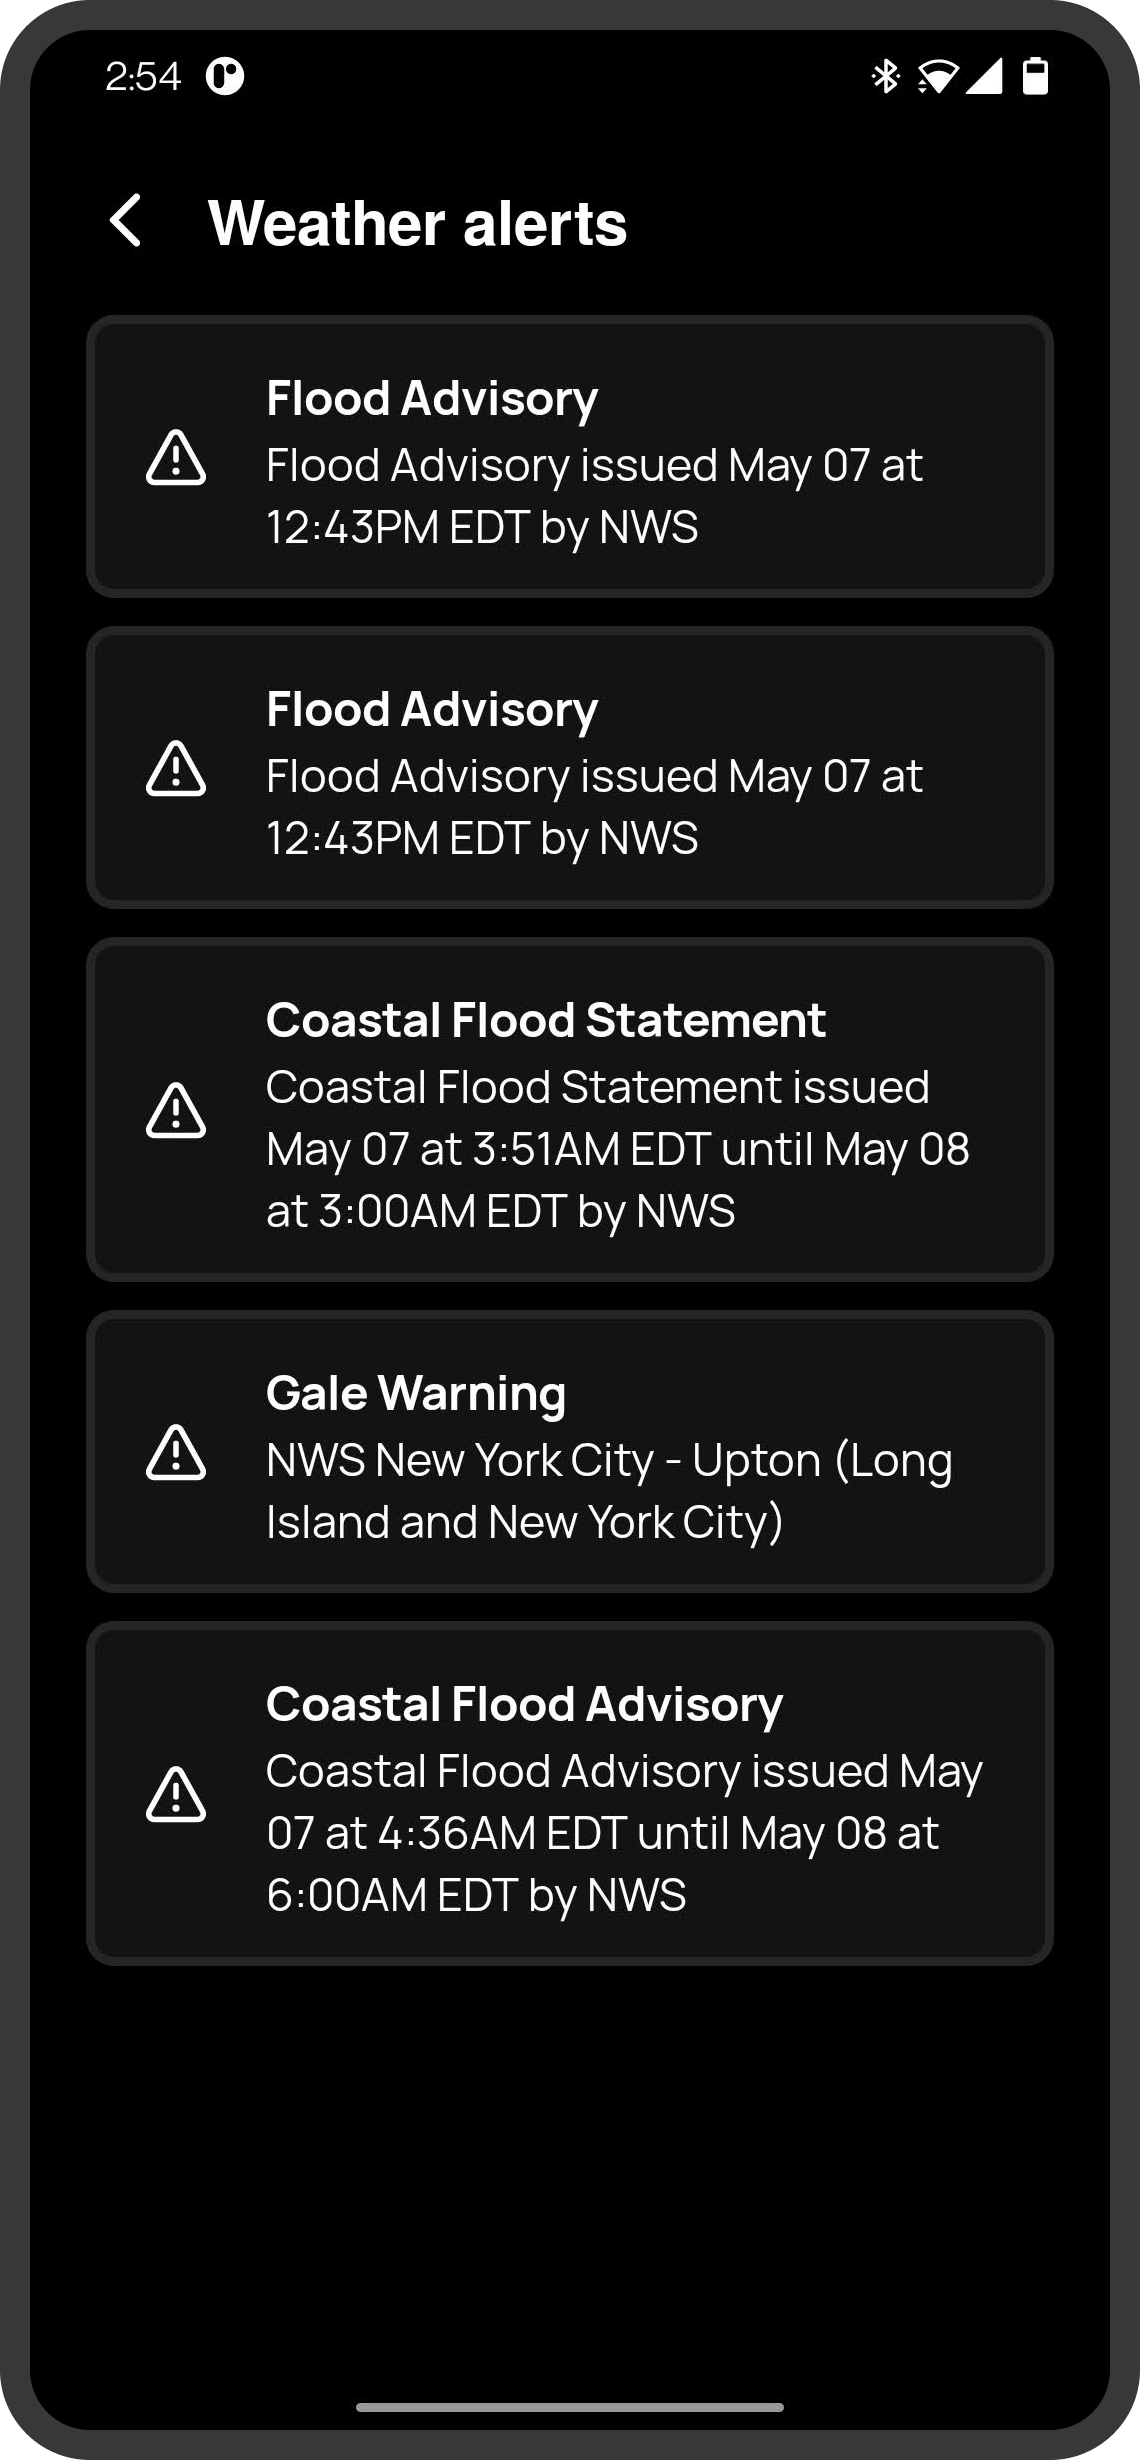 2:54
Weather alerts
Flood Advisory
Flood Advisory issued May 07 at
12:43PM EDT by NWS
Flood Advisory
Flood Advisory issued May 07 at
12:43PM EDT by NWS
Coastal Flood Statement
Coastal Flood Statement issued
May 07 at 3:51AM EDT until May 08
at 3:00AM EDT by NWS
Gale Warning
NWS New York City - Upton (Long
Island and New York City)
Coastal Flood Advisory
Coastal Flood Advisory issued May
07 at 4:36AM EDT until May 08 at
6:00AM EDT by NWS